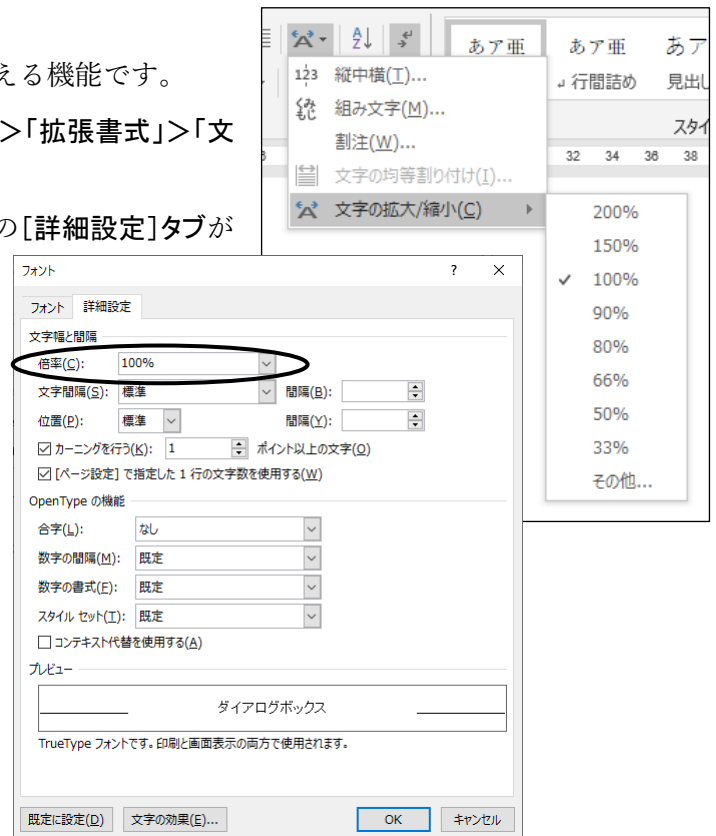 える機能です。
>「拡張書式」>「文
の[詳細設定]タブが
A
Z
あア亜
あア亜
あア
123 縦中横(T)...
組み文字(M)...
割注(W)...
文字の均等割り付け(I)...
文字の拡大/縮小(C)
↲ 行間詰め
見出し
スタイ
32 34 36 38
200%
150%
✓ 100%
90%
80%
66%
50%
33%
その他...
フォント ? ×
フォント 詳細設定
文字幅と間隔
倍率(C): 100%
文字間隔(S): 標準 間隔(B):
位置(P): 標準 間隔(Y):
☑ カーニングを行う(K): 1 ポイント以上の文字(O)
☑ [ページ設定] で指定した 1 行の文字数を使用する(W)
OpenType の機能
合字(L): なし
数字の間隔(M): 既定
数字の書式(F): 既定
スタイル セット(T): 既定
☐ コンテキスト代替を使用する(A)
プレビュー
ダイアログボックス
TrueType フォントです。印刷と画面表示の両方で使用されます。
既定に設定(D) 文字の効果(E)... OK キャンセル